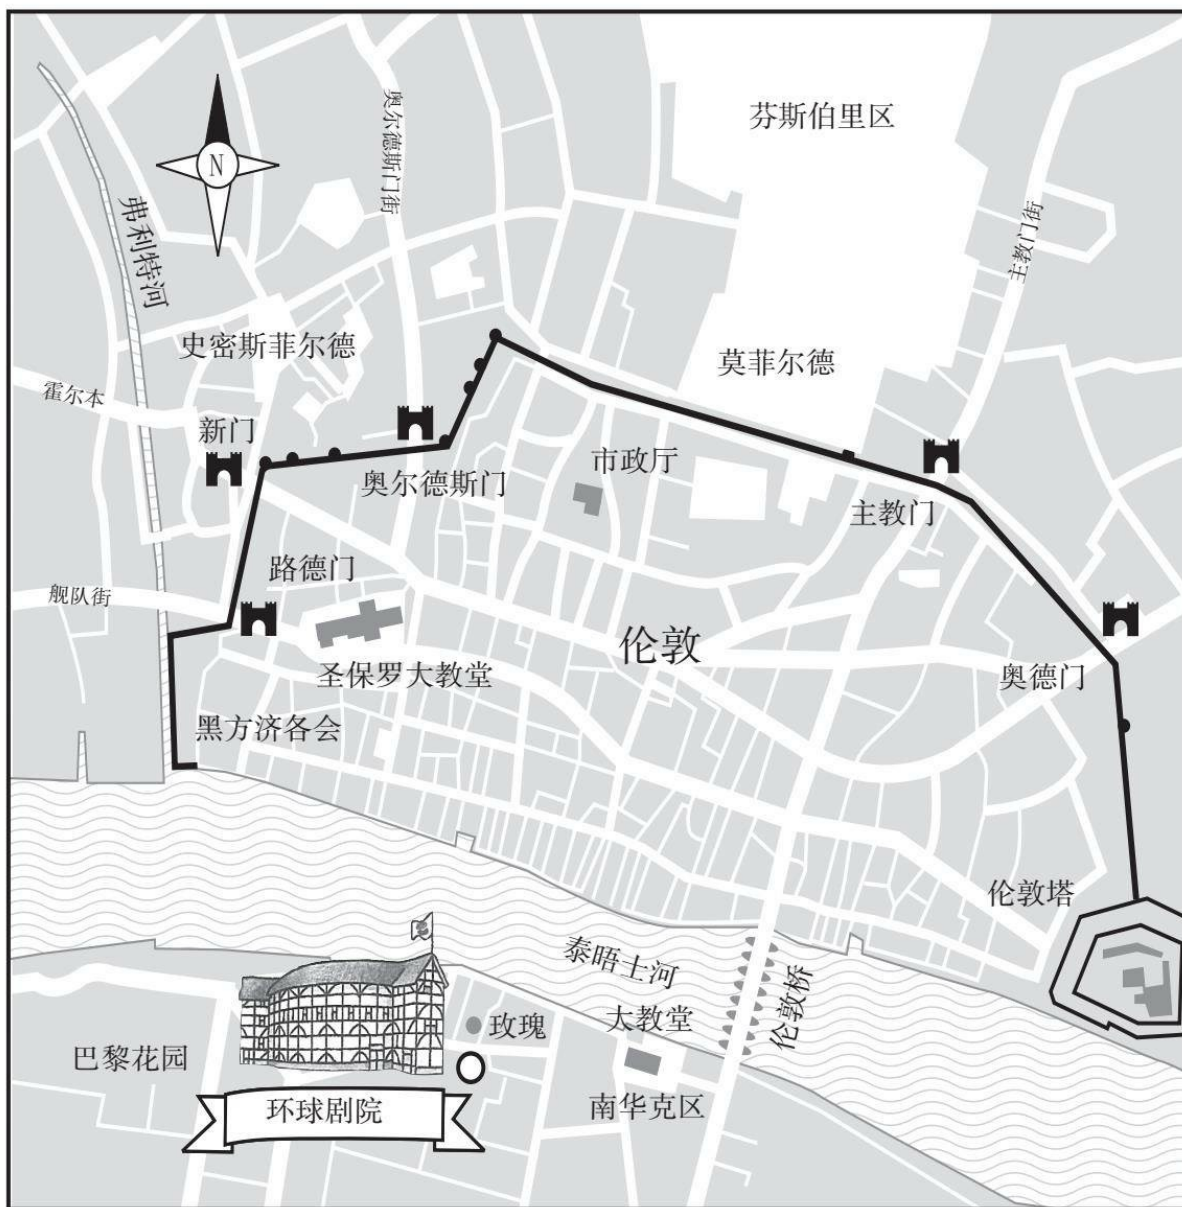 芬斯伯里区
奥尔德斯门街
N
弗利特河
主教门街
史密斯菲尔德
莫菲尔德
霍尔本
新门
奥尔德斯门
市政厅
主教门
路德门
舰队街
伦敦
圣保罗大教堂
奥德门
黑方济各会
伦敦塔
泰晤士河
伦敦桥
大教堂
玫瑰
巴黎花园
环球剧院
南华克区